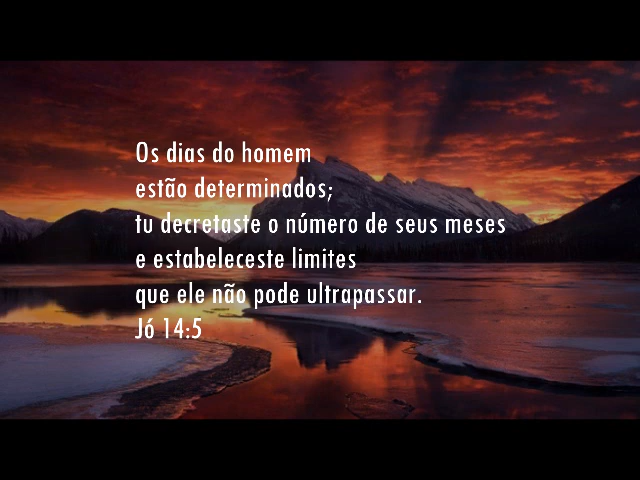 Os dias do homem
estão determinados;
tu decretaste o número de seus meses
e estabeleceste limites
que ele não pode ultrapassar.
Jó 14:5